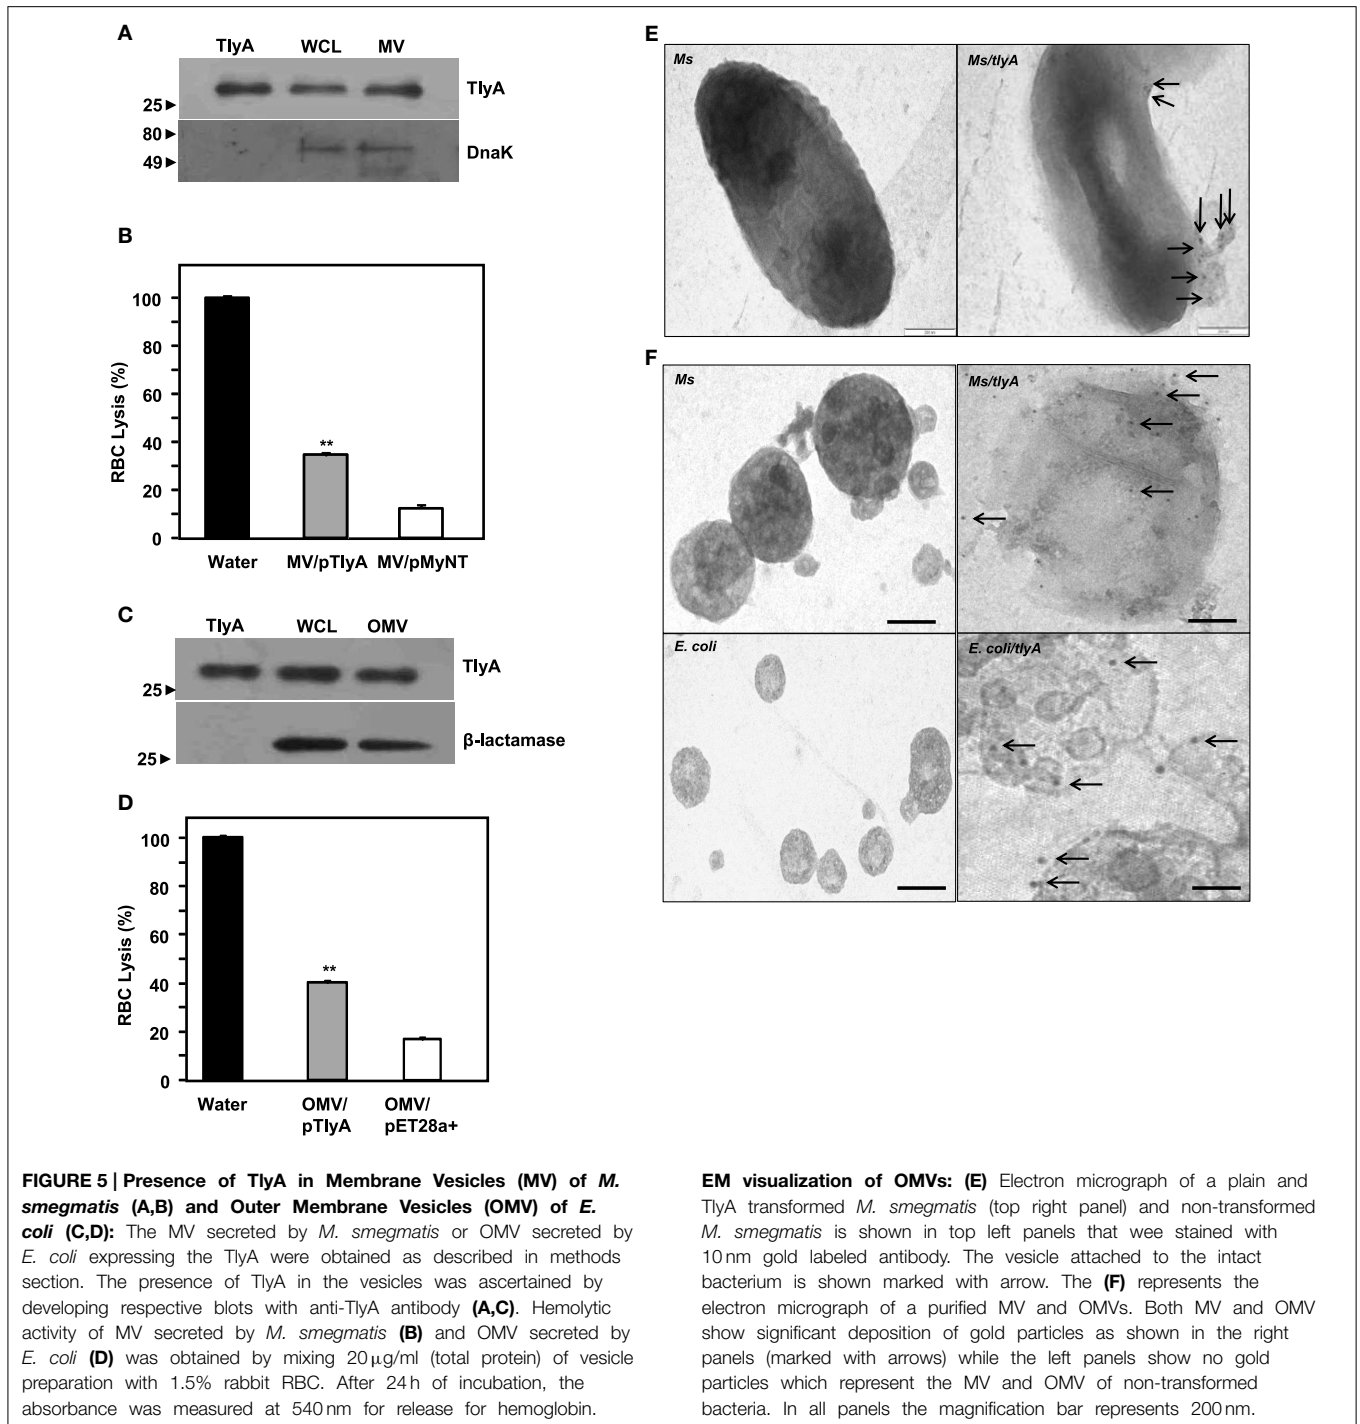 A
TlyA WCL MV
TlyA
25
80
DnaK
49
B
RBC Lysis (%)
100
80
60
40
20
0
**
Water MV/pTlyA MV/pMyNT
C
TlyA WCL OMV
TlyA
25
β-lactamase
25
D
RBC Lysis (%)
100
80
60
40
20
0
**
Water OMV/ OMV/
pTlyA pET28a+
E
Ms Ms/tlyA
F
Ms Ms/tlyA
E. coli E. coli/tlyA
FIGURE 5 | Presence of TlyA in Membrane Vesicles (MV) of M.
smegmatis (A,B) and Outer Membrane Vesicles (OMV) of E.
coli (C,D): The MV secreted by M. smegmatis or OMV secreted by
E. coli expressing the TlyA were obtained as described in methods
section. The presence of TlyA in the vesicles was ascertained by
developing respective blots with anti-TlyA antibody (A,C). Hemolytic
activity of MV secreted by M. smegmatis (B) and OMV secreted by
E. coli (D) was obtained by mixing 20 μg/ml (total protein) of vesicle
preparation with 1.5% rabbit RBC. After 24 h of incubation, the
absorbance was measured at 540 nm for release for hemoglobin.
EM visualization of OMVs: (E) Electron micrograph of a plain and
TlyA transformed M. smegmatis (top right panel) and non-transformed
M. smegmatis is shown in top left panels that wee stained with
10 nm gold labeled antibody. The vesicle attached to the intact
bacterium is shown marked with arrow. The (F) represents the
electron micrograph of a purified MV and OMVs. Both MV and OMV
show significant deposition of gold particles as shown in the right
panels (marked with arrows) while the left panels show no gold
particles which represent the MV and OMV of non-transformed
bacteria. In all panels the magnification bar represents 200 nm.